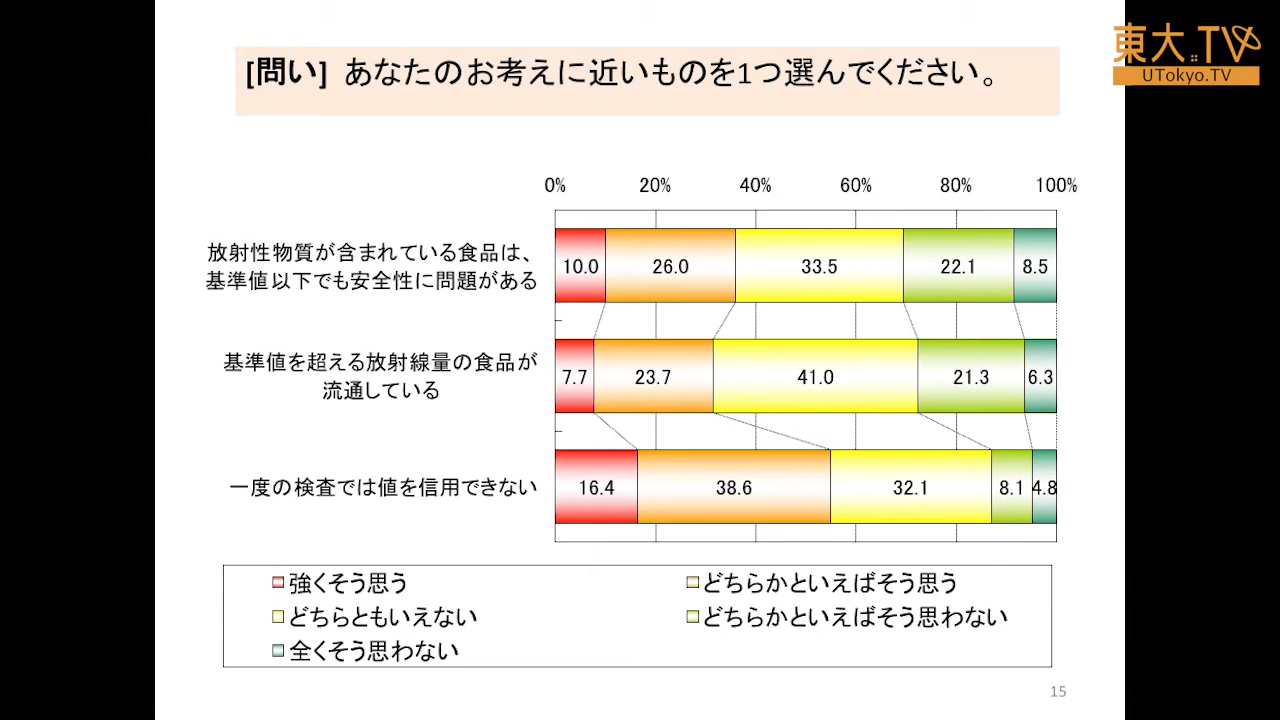 東大TV
UTokyo.TV
[問い] あなたのお考えに近いものを1つ選んでください。
0% 20% 40% 60% 80% 100%
放射性物質が含まれている食品は、
基準値以下でも安全性に問題がある
10.0 26.0 33.5 22.1 8.5
基準値を超える放射線量の食品が
流通している
7.7 23.7 41.0 21.3 6.3
一度の検査では値を信用できない
16.4 38.6 32.1 8.1 4.8
強くそう思う どちらかといえばそう思う
どちらともいえない どちらかといえばそう思わない
全くそう思わない
15